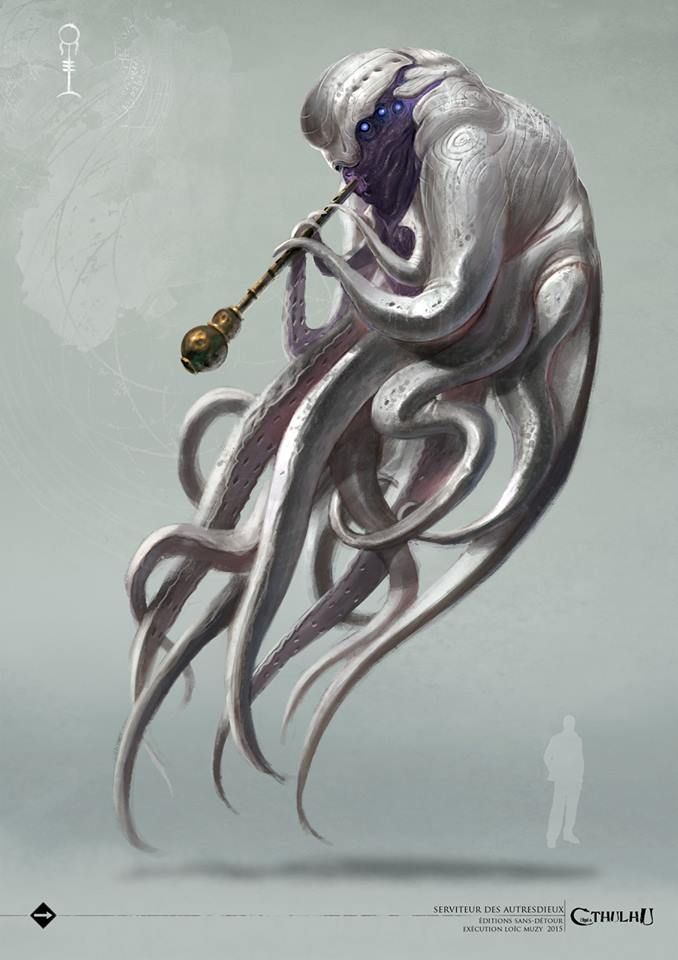 SERVITEUR DES AUTRESDIEUX
ÉDITIONS SANS-DÉTOUR
EXÉCUTION LOÏC MUZY 2015
CTHULHU